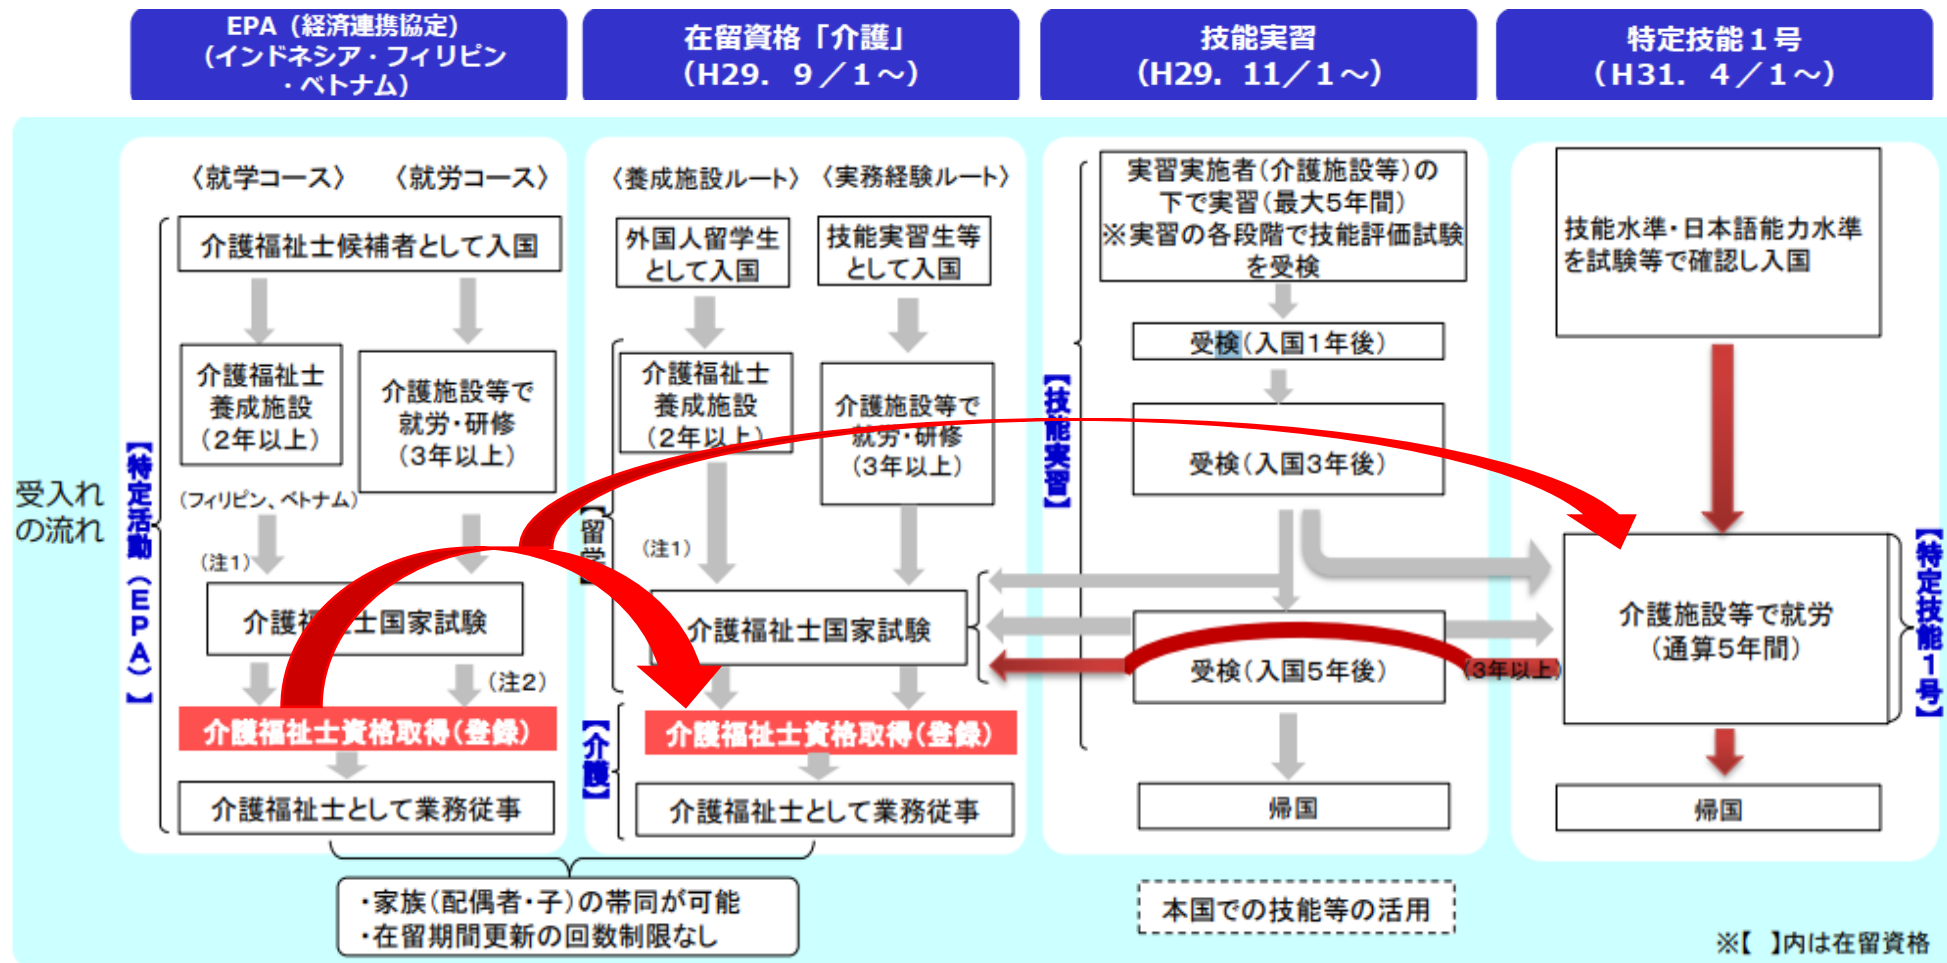 EPA（経済連携協定）
（インドネシア・フィリピン
・ベトナム）
在留資格「介護」
（H29．９／１～）
技能実習
（H29．11／１～）
特定技能１号
（H31．４／１～）
受入れ
の流れ
〈就学コース〉
〈就労コース〉
介護福祉士候補者として入国
介護福祉士
養成施設
（2年以上）
介護施設等で
就労・研修
（3年以上）
（フィリピン、ベトナム）
（注1）
介護福祉士国家試験
（注2）
介護福祉士資格取得（登録）
介護福祉士として業務従事
【特定活動（EPA）】
〈養成施設ルート〉
〈実務経験ルート〉
外国人留学生
として入国
技能実習生等
として入国
介護福祉士
養成施設
（2年以上）
介護施設等で
就労・研修
（3年以上）
【留学】
（注1）
介護福祉士国家試験
介護福祉士資格取得（登録）
【介護】
介護福祉士として業務従事
・家族（配偶者・子）の帯同が可能
・在留期間更新の回数制限なし
実習実施者（介護施設等）の
下で実習（最大5年間）
※実習の各段階で技能評価試験
を受検
受検（入国1年後）
【技能実習】
受検（入国3年後）
受検（入国5年後）
帰国
本国での技能等の活用
技能水準・日本語能力水準
を試験等で確認し入国
介護施設等で就労
（通算5年間）
（3年以上）
【特定技能１号】
帰国
※【　】内は在留資格